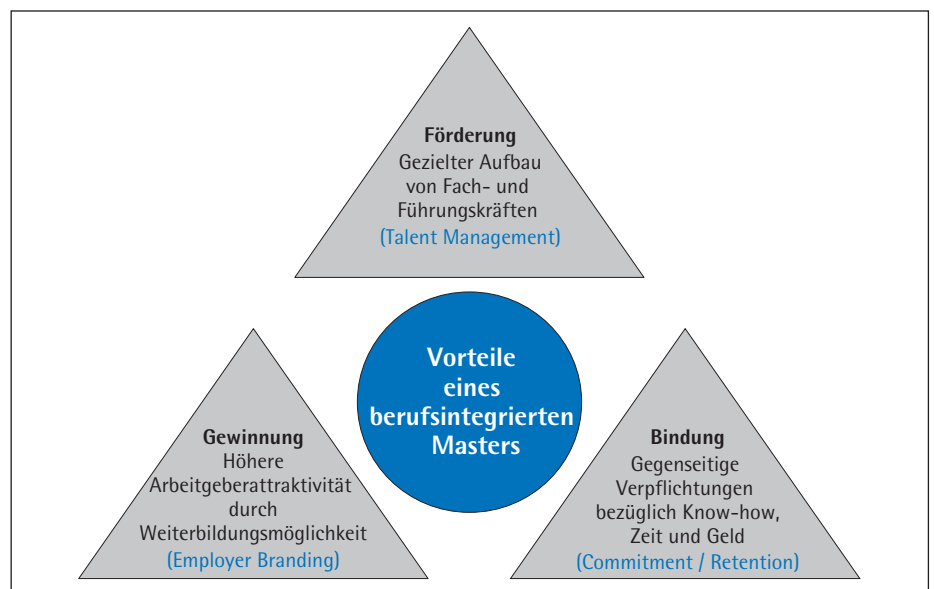 Förderung
Gezielter Aufbau
von Fach- und
Führungskräften
(Talent Management)
Vorteile
eines
berufsintegrierten
Masters
Gewinnung
Höhere
Arbeitgeberattraktivität
durch
Weiterbildungsmöglichkeit
(Employer Branding)
Bindung
Gegenseitige
Verpflichtungen
bezüglich Know-how,
Zeit und Geld
(Commitment / Retention)